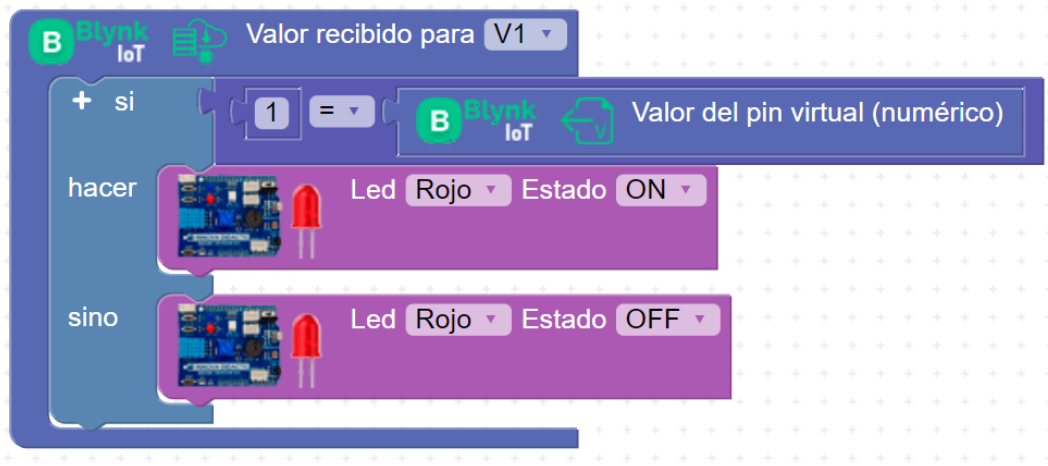 B Blynk IoT Valor recibido para V1
+ si 1 = B Blynk IoT V Valor del pin virtual (numérico)
hacer Led Rojo Estado ON
sino Led Rojo Estado OFF